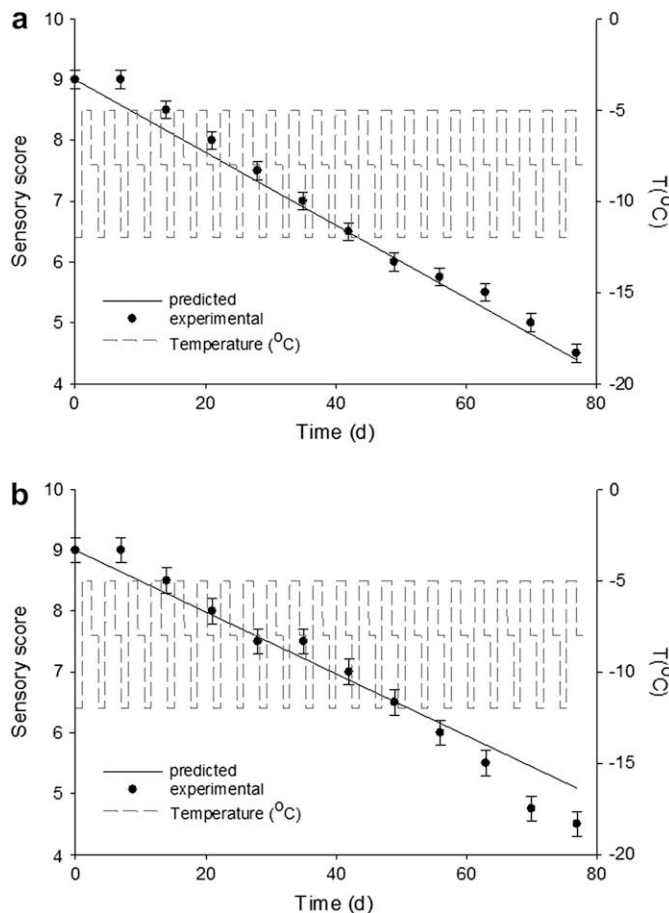 a
10
9
8
7
6
5
4
Sensory score
0
-5
-10
-15
-20
T(°C)
predicted
experimental
Temperature (°C)
0 20 40 60 80
Time (d)
b
10
9
8
7
6
5
4
Sensory score
0
-5
-10
-15
-20
T(°C)
predicted
experimental
Temperature (°C)
0 20 40 60 80
Time (d)